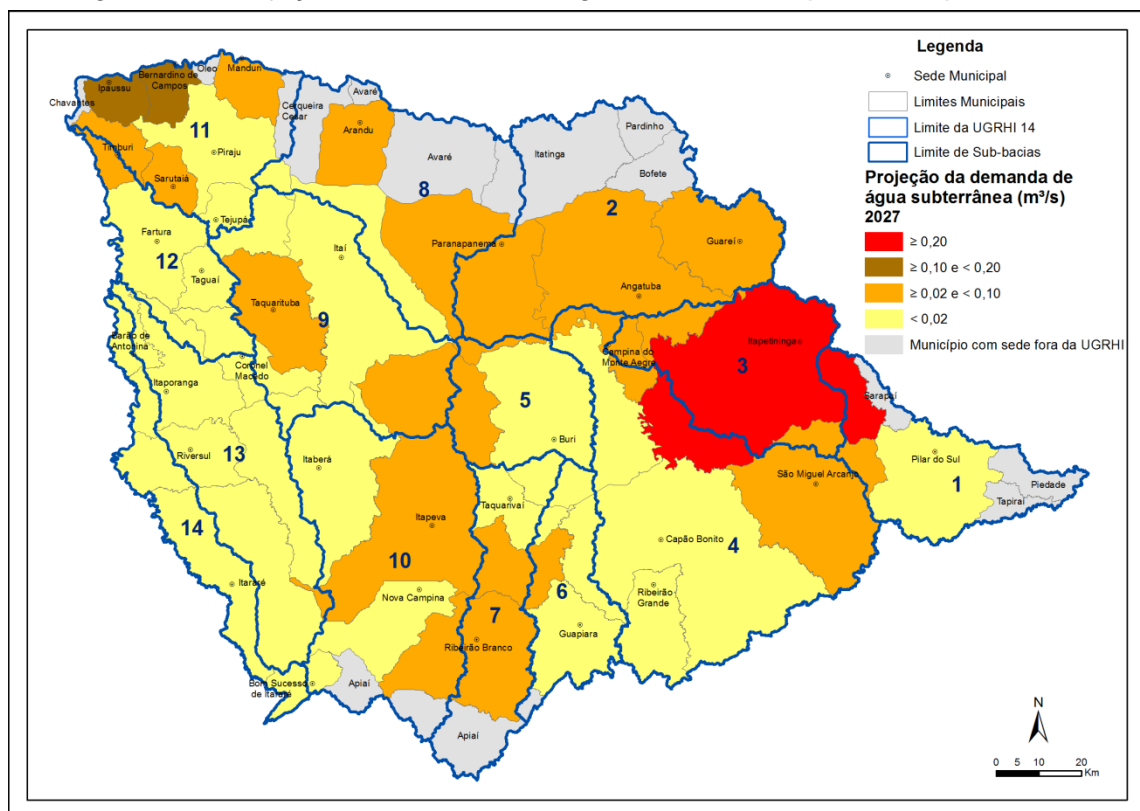 Legenda
Sede Municipal
Limites Municipais
Limite da UGRHI 14
Limite de Sub-bacias
Projeção da demanda de
água subterrânea (m³/s)
2027
≥ 0,20
≥ 0,10 e < 0,20
≥ 0,02 e < 0,10
< 0,02
Município com sede fora da UGRHI
Chavantes
Ipaussu
Bernardino de
Campos
Óleo
Manduri
Cerqueira
Cesar
Avaré
Arandu
Avaré
8
Itatinga
Pardinho
Bofete
11
Piraju
Timburi
Sarutaiá
Tejupá
2
Guareí
Paranapanema
Angatuba
Fartura
12
Taguaí
Itaí
Taquarituba
9
Barão de
Antonina
Coronel
Macedo
Itaporanga
Campina do
Monte Alegre
Itapetininga
3
Sarapuí
5
Buri
Riversul
13
Itaberá
Pilar do Sul
1
Piedade
Tapiraí
São Miguel Arcanjo
Taquarivaí
Itapeva
14
Capão Bonito
4
10
Itararé
Nova Campina
6
Ribeirão
Grande
7
Guapiara
Ribeirão Branco
Bom Sucesso
de Itararé
Apiaí
Apiaí
N
0 5 10 20
Km